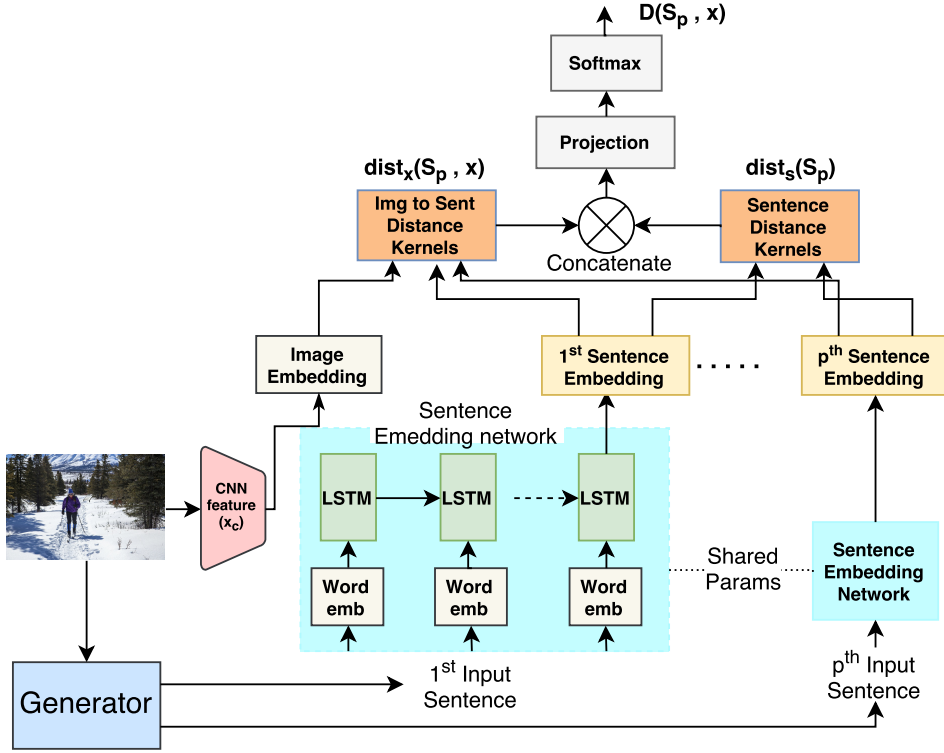 D(Sₚ , x)
Softmax
Projection
distₓ(Sₚ , x)
distₛ(Sₚ)
Img to Sent
Distance
Kernels
Sentence
Distance
Kernels
Concatenate
Image
Embedding
1ˢᵗ Sentence
Embedding
. . . . .
pᵗʰ Sentence
Embedding
Sentence
Emedding network
CNN
feature
(x_c)
LSTM
LSTM
LSTM
Word
emb
Word
emb
Word
emb
Shared
Params
Sentence
Embedding
Network
Generator
1ˢᵗ Input
Sentence
pᵗʰ Input
Sentence